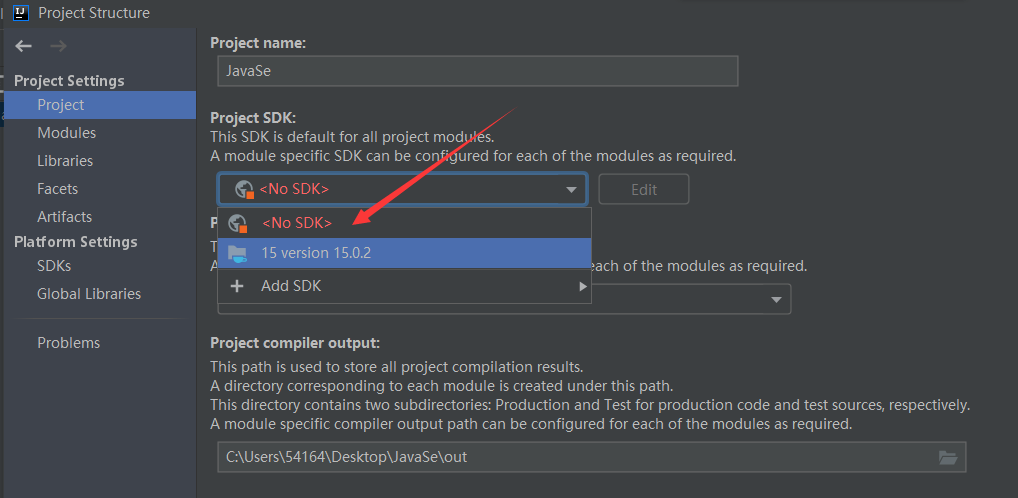 IJ
Project Structure
Project Settings
Project
Modules
Libraries
Facets
Artifacts
Platform Settings
SDKs
Global Libraries
Problems
Project name:
JavaSe
Project SDK:
This SDK is default for all project modules.
A module specific SDK can be configured for each of the modules as required.
<No SDK>
Edit
<No SDK>
15 version 15.0.2
Add SDK
each of the modules as required.
Project compiler output:
This path is used to store all project compilation results.
A directory corresponding to each module is created under this path.
This directory contains two subdirectories: Production and Test for production code and test sources, respectively.
A module specific compiler output path can be configured for each of the modules as required.
C:\Users\54164\Desktop\JavaSe\out